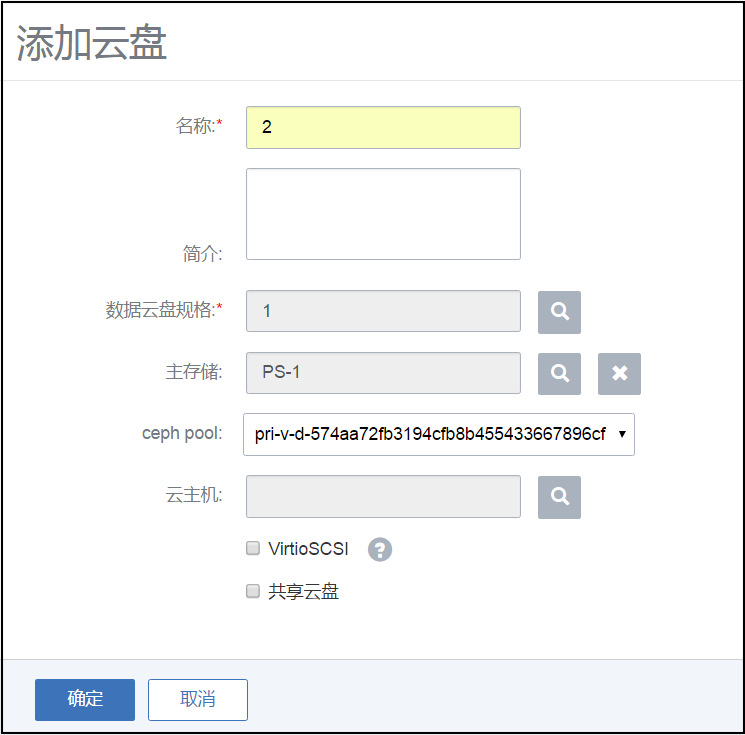 添加云盘
名称:* 2
简介:
数据云盘规格:* 1
主存储: PS-1
ceph pool: pri-v-d-574aa72fb3194cfb8b455433667896cf
云主机:
VirtioSCSI ?
共享云盘
确定 取消